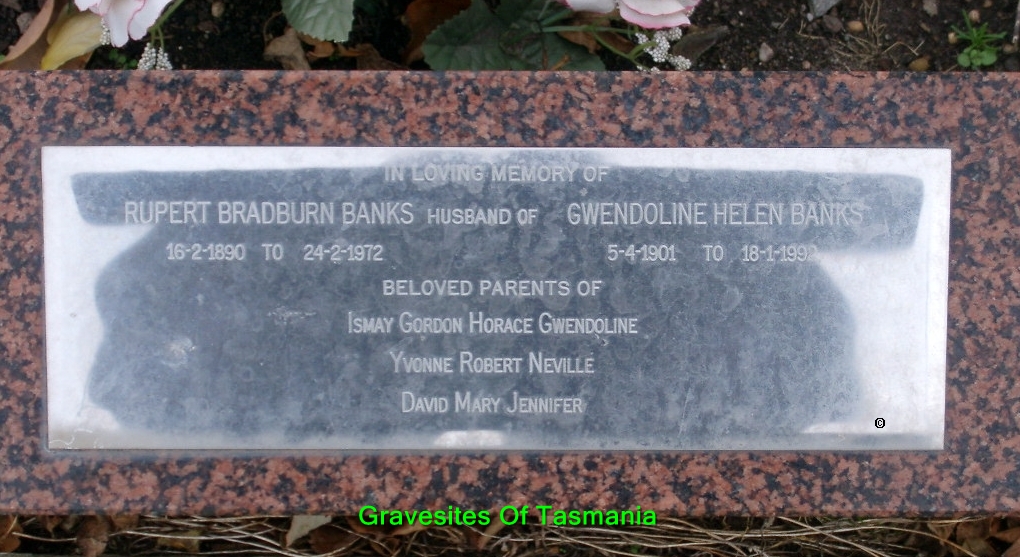 IN LOVING MEMORY OF
RUPERT BRADBURN BANKS HUSBAND OF GWENDOLINE HELEN BANKS
16-2-1890 TO 24-2-1972 5-4-1901 TO 18-1-1992
BELOVED PARENTS OF
ISMAY GORDON HORACE GWENDOLINE
YVONNE ROBERT NEVILLE
DAVID MARY JENNIFER
©
Gravesites Of Tasmania